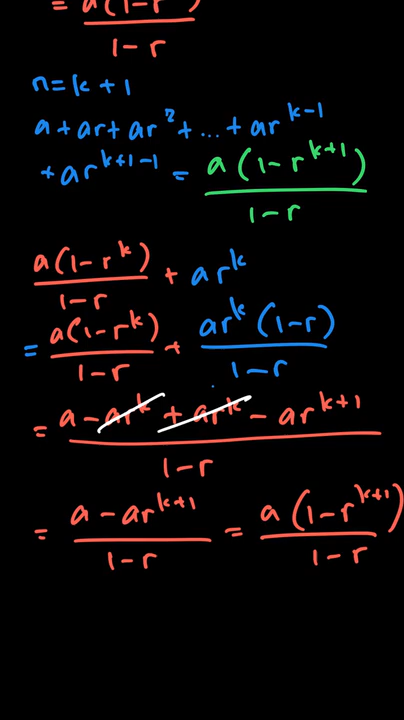 = a(1-r
1-r
n=k+1
a+ar+ar²+...+ar^{k-1}
+ar^{k+1-1} = a(1-r^{k+1})
1-r
a(1-r^k) + ar^k
1-r
= a(1-r^k) + ar^k(1-r)
1-r 1-r
= a-ar^k+ar^k-ar^{k+1}
1-r
= a-ar^{k+1} = a(1-r^{k+1})
1-r 1-r